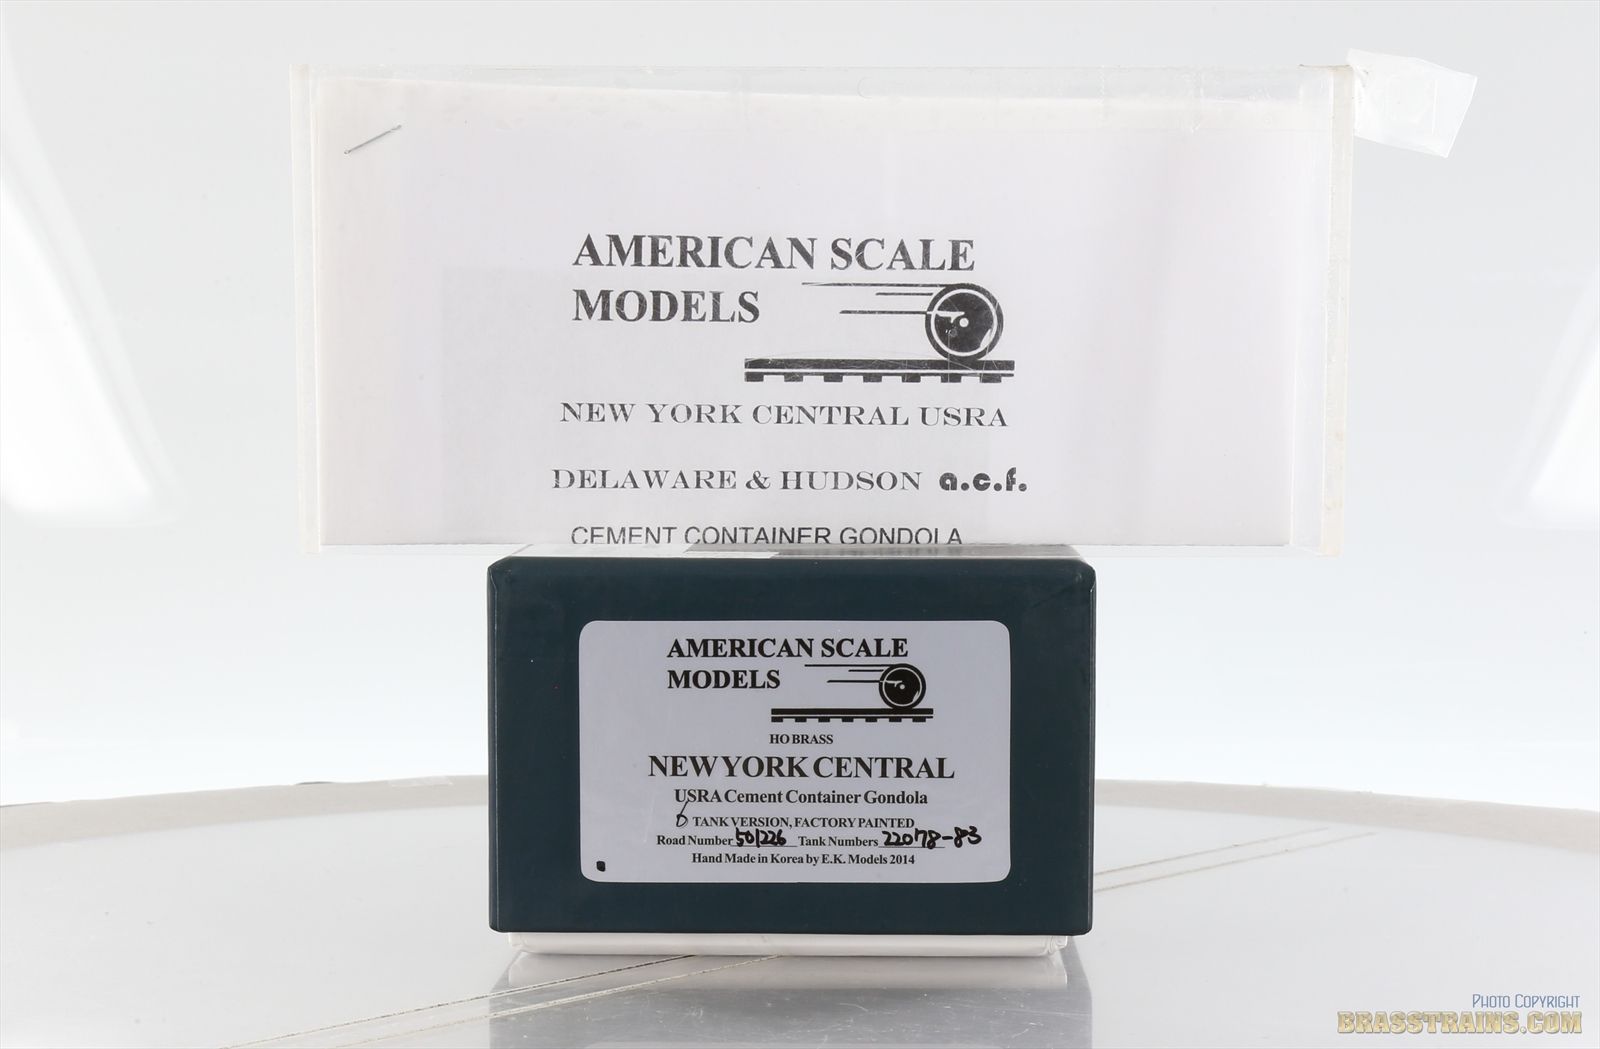 AMERICAN SCALE
MODELS
NEW YORK CENTRAL USRA
DELAWARE & HUDSON a.c.f.
CEMENT CONTAINER GONDOLA
AMERICAN SCALE
MODELS
HO BRASS
NEW YORK CENTRAL
USRA Cement Container Gondola
6 TANK VERSION, FACTORY PAINTED
Road Number 501226 Tank Numbers 220178-83
Hand Made in Korea by E.K. Models 2014
PHOTO COPYRIGHT
BRASSTRAINS.COM